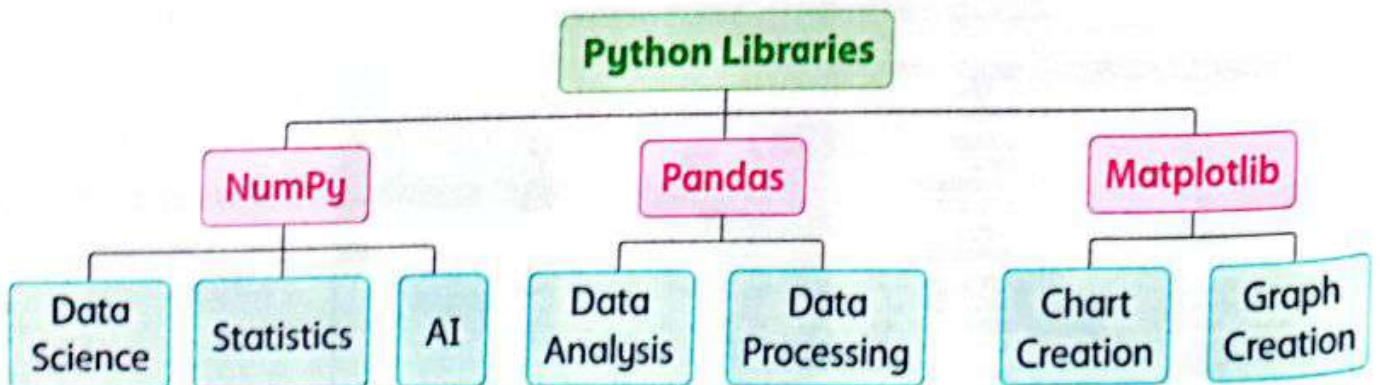 Python Libraries
NumPy
Pandas
Matplotlib
Data
Science
Statistics
AI
Data
Analysis
Data
Processing
Chart
Creation
Graph
Creation